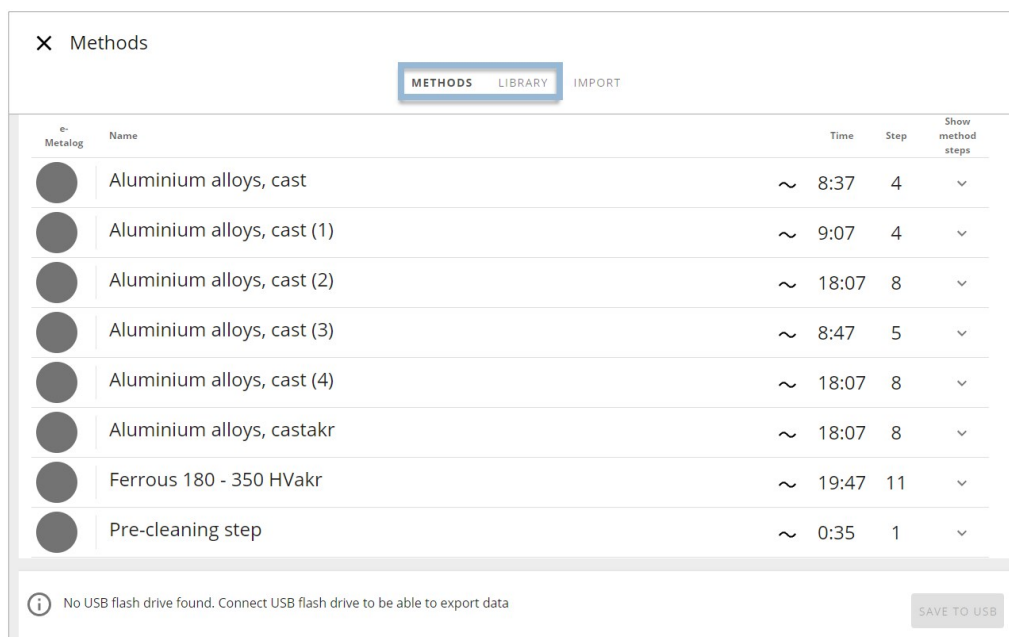 Methods
METHODS LIBRARY IMPORT
e-Metalog Name Time Step Show method steps
Aluminium alloys, cast ~ 8:37 4
Aluminium alloys, cast (1) ~ 9:07 4
Aluminium alloys, cast (2) ~ 18:07 8
Aluminium alloys, cast (3) ~ 8:47 5
Aluminium alloys, cast (4) ~ 18:07 8
Aluminium alloys, castakr ~ 18:07 8
Ferrous 180 - 350 HVakr ~ 19:47 11
Pre-cleaning step ~ 0:35 1
No USB flash drive found. Connect USB flash drive to be able to export data
SAVE TO USB